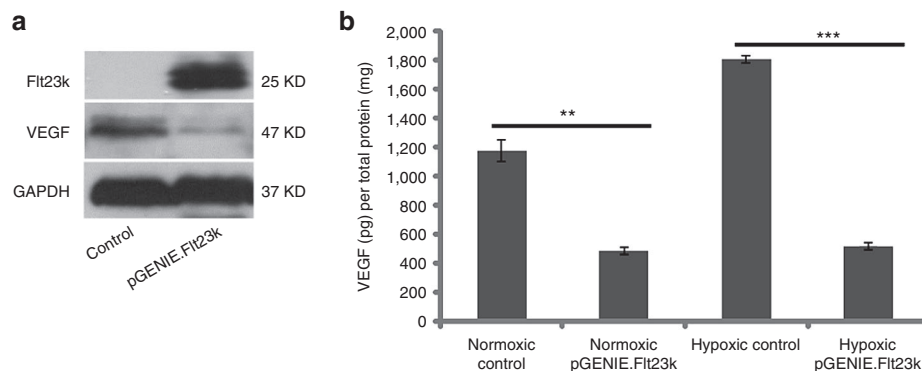 a
Flt23k
25 KD
VEGF
47 KD
GAPDH
37 KD
Control
pGENIE.Flt23k
b
VEGF (pg) per total protein (mg)
2,000
1,800
1,600
1,400
1,200
1,000
800
600
400
200
0
**
***
Normoxic
control
Normoxic
pGENIE.Flt23k
Hypoxic control
Hypoxic
pGENIE.Flt23k